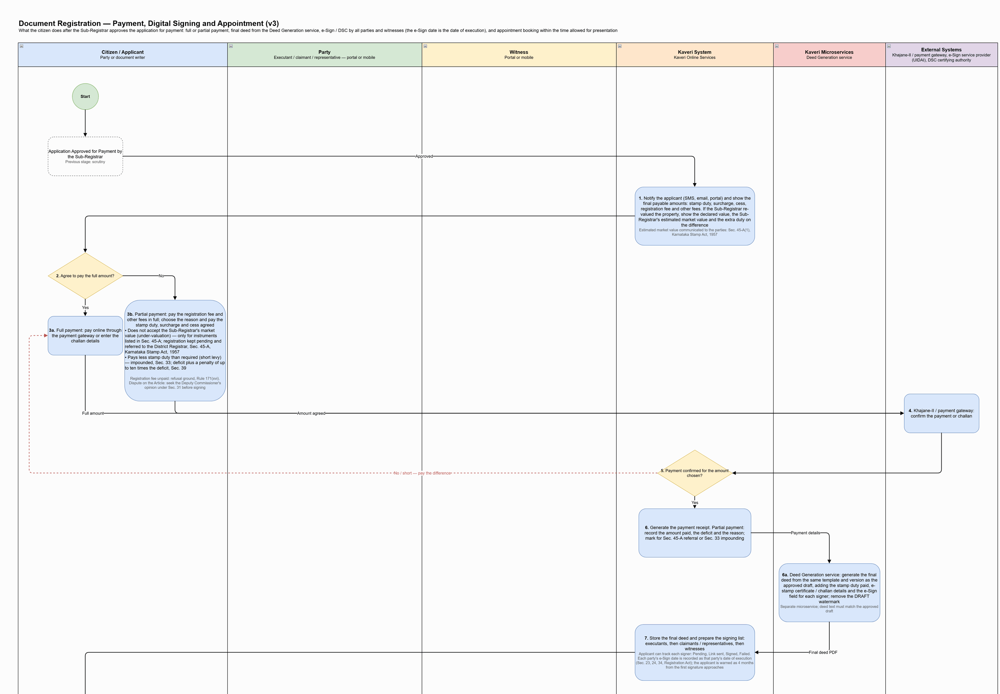 Document Registration — Payment, Digital Signing and Appointment (v3)
What the citizen does after the Sub-Registrar approves the application for payment: full or partial payment, final deed from the Deed Generation service, e-Sign / DSC by all parties and witnesses (the e-Sign date is the date of execution), and appointment booking within the time allowed for presentation
Citizen / Applicant
Party or document writer
Party
Executant / claimant / representative — portal or mobile
Witness
Portal or mobile
Kaveri System
Kaveri Online Services
Kaveri Microservices
Deed Generation service
External Systems
Khajane-II / payment gateway, e-Sign service provider
(UIDAI), DSC certifying authority
Start
Application Approved for Payment by
the Sub-Registrar
Previous stage: scrutiny
Approved
1. Notify the applicant (SMS, email, portal) and show the
final payable amounts: stamp duty, surcharge, cess,
registration fee and other fees. If the Sub-Registrar re-
valued the property, show the declared value, the Sub-
Registrar's estimated market value and the extra duty on
the difference
Estimated market value communicated to the parties: Sec. 45-A(1),
Karnataka Stamp Act, 1957
2. Agree to pay the full amount?
No
Yes
3a. Full payment: pay online through
the payment gateway or enter the
challan details
3b. Partial payment: pay the registration fee and
other fees in full; choose the reason and pay the
stamp duty, surcharge and cess agreed
• Does not accept the Sub-Registrar's market
value (under-valuation) — only for instruments
listed in Sec. 45-A; registration kept pending and
referred to the District Registrar, Sec. 45-A,
Karnataka Stamp Act, 1957
• Pays less stamp duty than required (short levy)
— impounded, Sec. 33; deficit plus a penalty of up
to ten times the deficit, Sec. 39
Registration fee unpaid: refusal ground, Rule 171(xvi).
Dispute on the Article: seek the Deputy Commissioner's
opinion under Sec. 31 before signing
Full amount
Amount agreed
4. Khajane-II / payment gateway:
confirm the payment or challan
5. Payment confirmed for the amount
chosen?
No / short — pay the difference
Yes
6. Generate the payment receipt. Partial payment:
record the amount paid, the deficit and the reason;
mark for Sec. 45-A referral or Sec. 33 impounding
Payment details
6a. Deed Generation service: generate the final
deed from the same template and version as the
approved draft, adding the stamp duty paid, e-
stamp certificate / challan details and the e-Sign
field for each signer; remove the DRAFT
watermark
Separate microservice; deed text must match the approved
draft
7. Store the final deed and prepare the signing list:
executants, then claimants / representatives, then
witnesses
Applicant can track each signer: Pending, Link sent, Signed, Failed.
Each party's e-Sign date is recorded as that party's date of execution
(Sec. 23, 24, 34, Registration Act); the applicant is warned as 4 months
from the first signature approaches
Final deed PDF